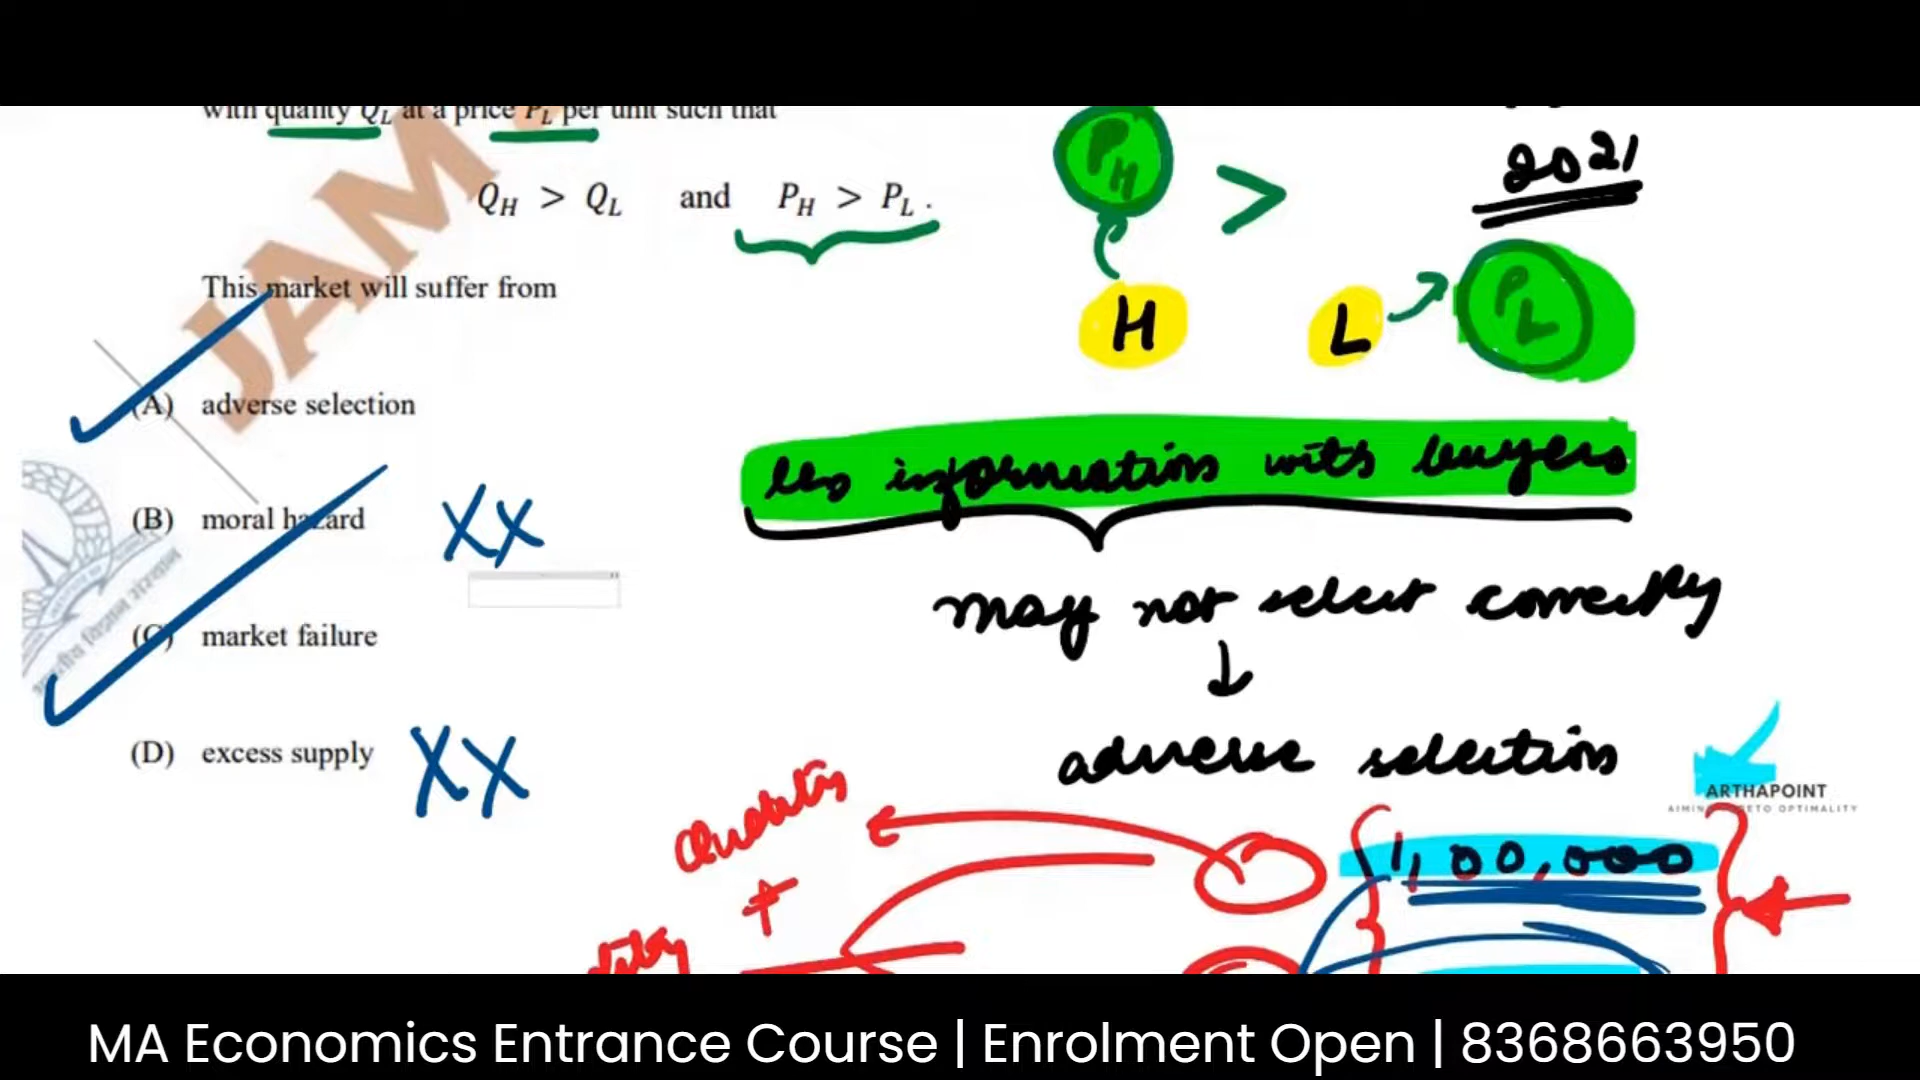 with quality Q_L at a price P_L per unit such that
Q_H > Q_L and P_H > P_L .
This market will suffer from
(A) adverse selection
(B) moral hazard
(C) market failure
(D) excess supply
P_H > P_L
2021
H L
less information with buyers
may not select correctly
↓
adverse selection
XX
XX
JAM
ARTHAPOINT
1,00,000
≠
MA Economics Entrance Course | Enrolment Open | 8368663950